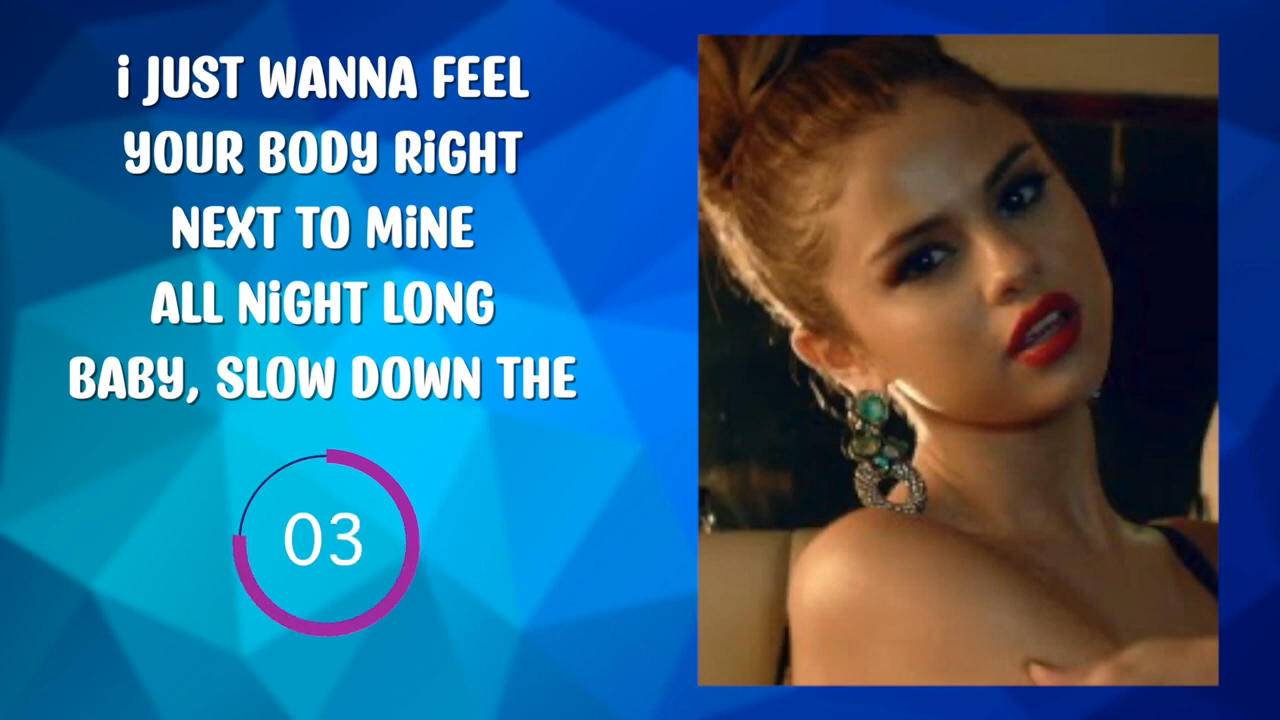 i JUST WANNA FEEL
YOUR BODY RiGHT
NEXT TO MiNE
ALL NiGHT LONG
BABY, SLOW DOWN THE
03